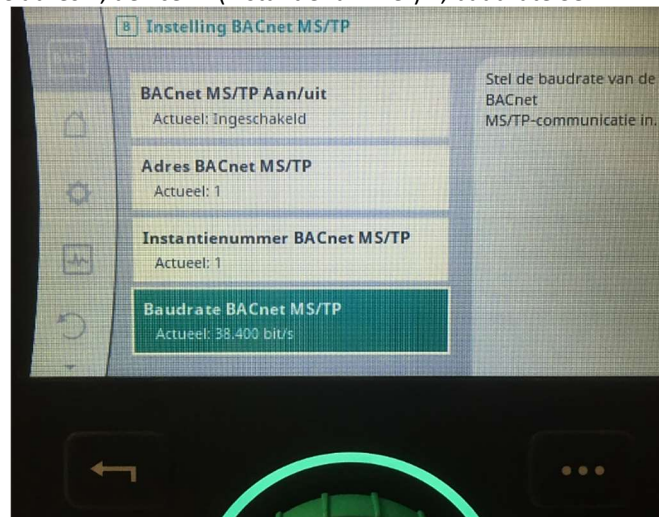 8 Instelling BACnet MS/TP
BMS
BACnet MS/TP Aan/uit
Actueel: Ingeschakeld
Adres BACnet MS/TP
Actueel: 1
Instantienummer BACnet MS/TP
Actueel: 1
Baudrate BACnet MS/TP
Actueel: 38.400 bit/s
Stel de baudrate van de
BACnet
MS/TP-communicatie in.